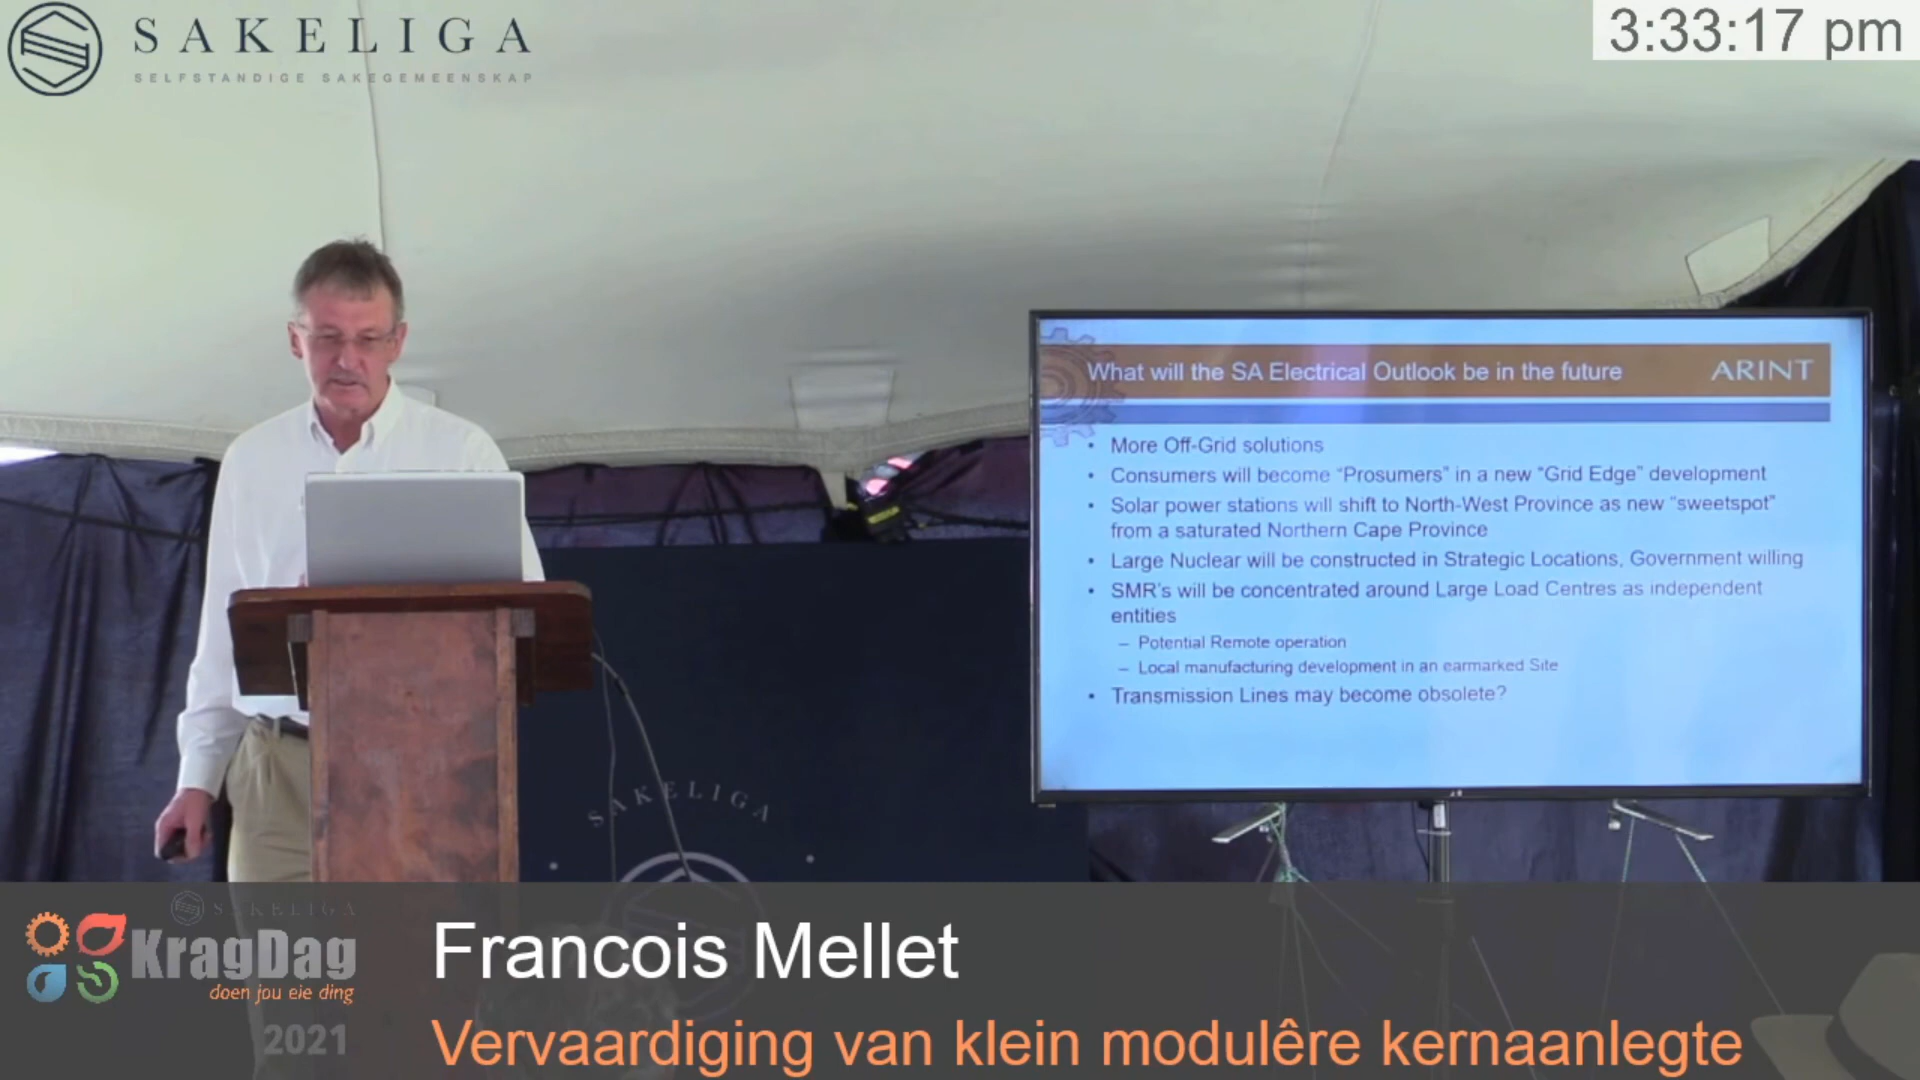 SAKELIGA
SELFSTANDIGE SAKEGEMEENSKAP
3:33:17 pm
What will the SA Electrical Outlook be in the future
ARINT
• More Off-Grid solutions
• Consumers will become "Prosumers" in a new "Grid Edge" development
• Solar power stations will shift to North-West Province as new "sweetspot"
from a saturated Northern Cape Province
• Large Nuclear will be constructed in Strategic Locations, Government willing
• SMR's will be concentrated around Large Load Centres as independent
entities
– Potential Remote operation
– Local manufacturing development in an earmarked Site
• Transmission Lines may become obsolete?
SAKELIGA
SAKELIGA
KragDag
doen jou eie ding
2021
Francois Mellet
Vervaardiging van klein modulêre kernaanlegte